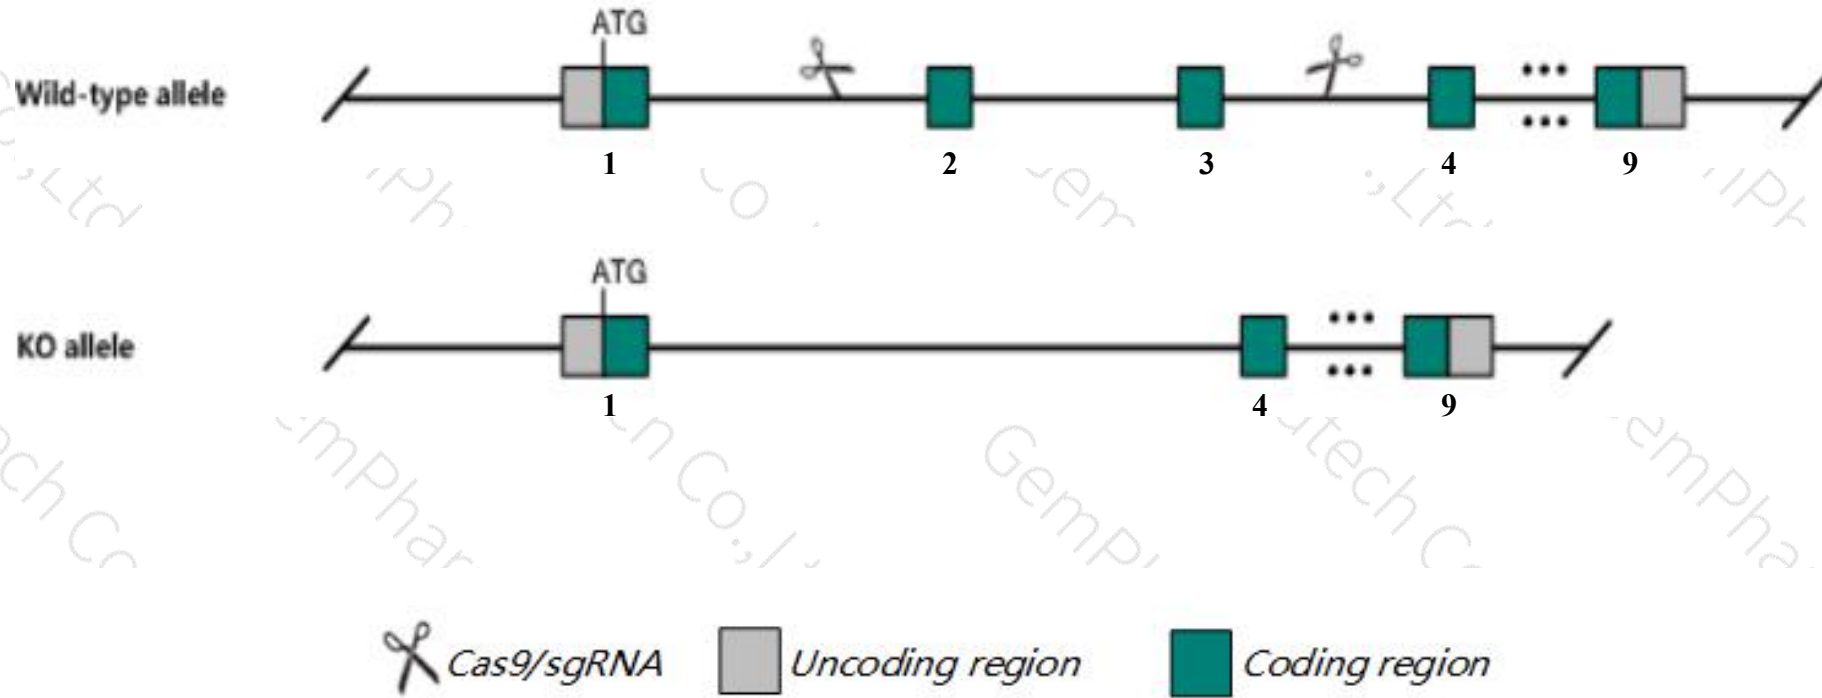 ATG
Wild-type allele
1 2 3 4 9
ATG
KO allele
1 4 9
Cas9/sgRNA Uncoding region Coding region